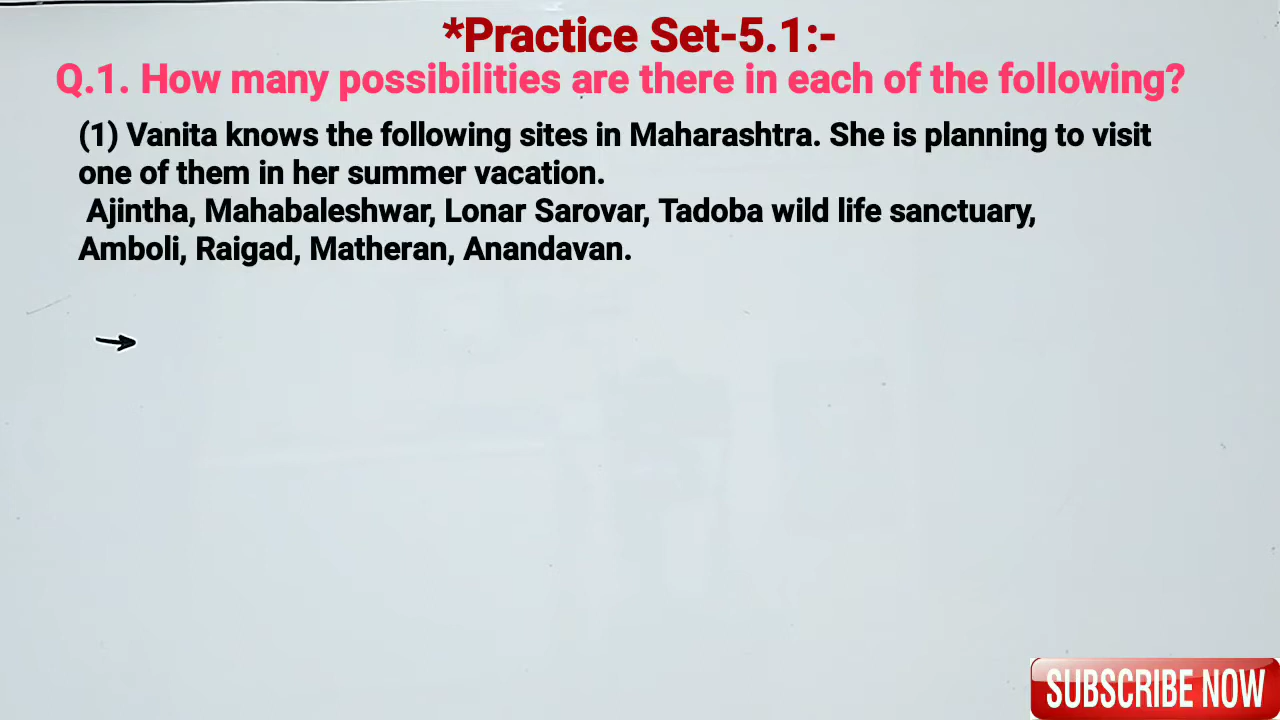 *Practice Set-5.1:-
Q.1. How many possibilities are there in each of the following?
(1) Vanita knows the following sites in Maharashtra. She is planning to visit
one of them in her summer vacation.
Ajintha, Mahabaleshwar, Lonar Sarovar, Tadoba wild life sanctuary,
Amboli, Raigad, Matheran, Anandavan.
→
SUBSCRIBE NOW